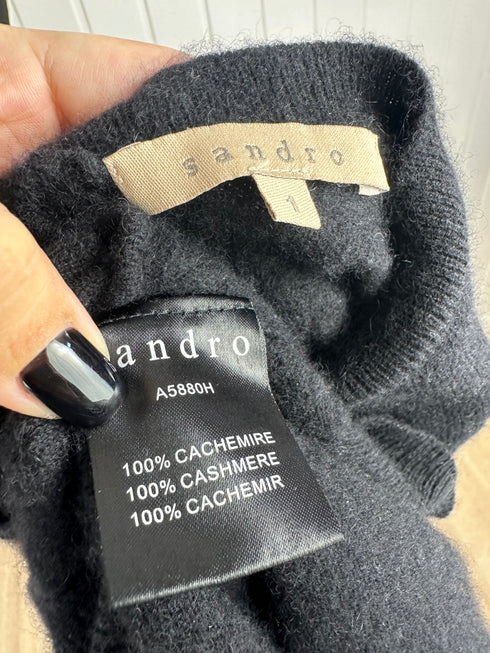 sandro
1
andro
A5880H
100% CACHEMIRE
100% CASHMERE
100% CACHEMIR